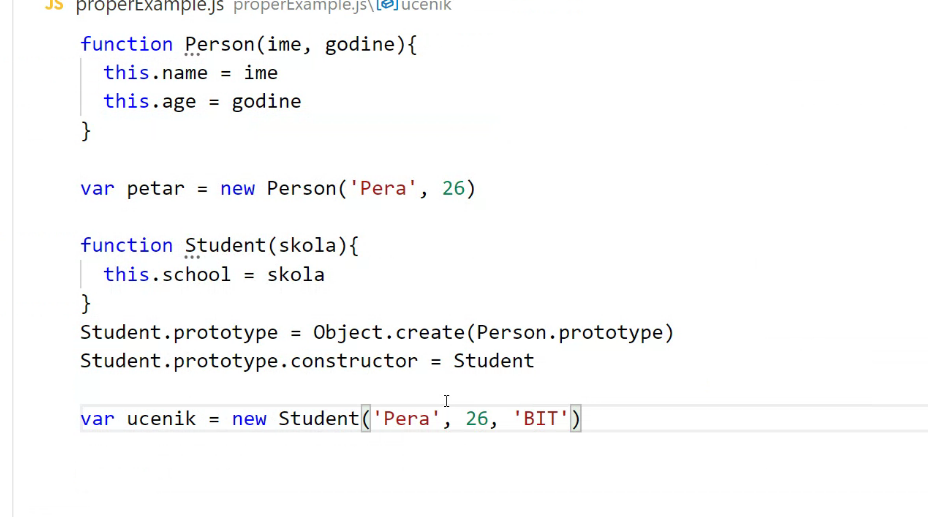 JS properExample.js properExample.js\ucenik
function Person(ime, godine){
this.name = ime
this.age = godine
}
var petar = new Person('Pera', 26)
function Student(skola){
this.school = skola
}
Student.prototype = Object.create(Person.prototype)
Student.prototype.constructor = Student
var ucenik = new Student('Pera', 26, 'BIT')